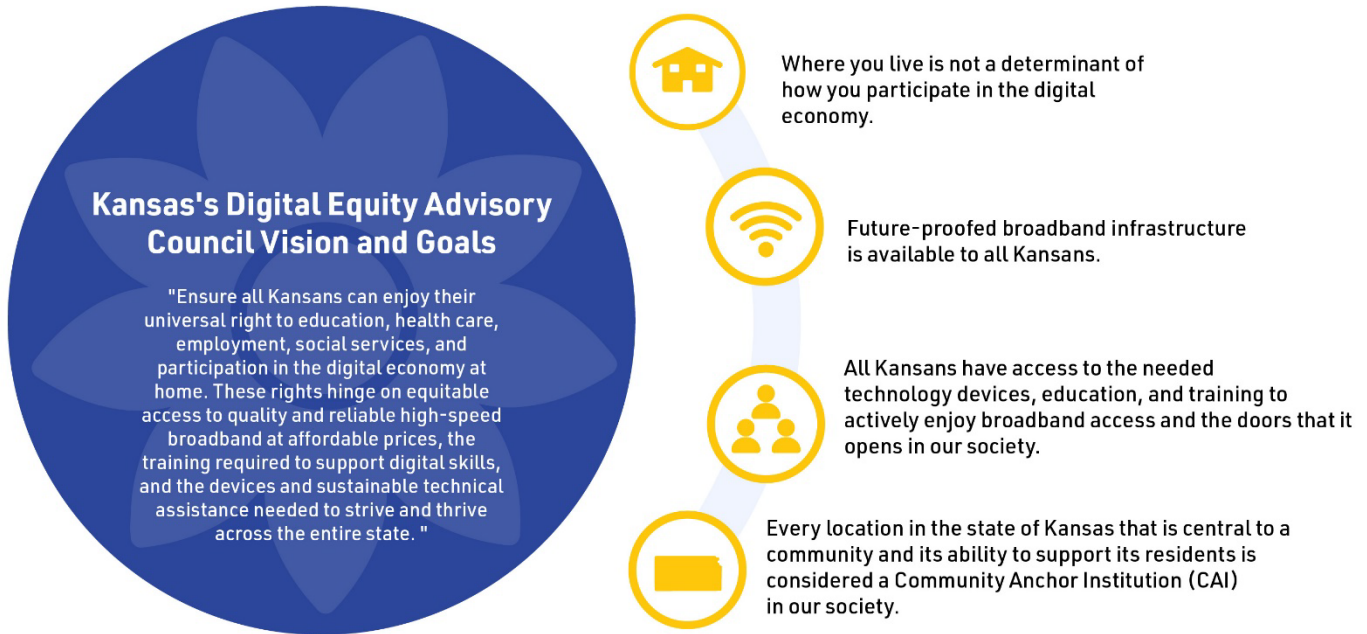 Kansas's Digital Equity Advisory
Council Vision and Goals
"Ensure all Kansans can enjoy their
universal right to education, health care,
employment, social services, and
participation in the digital economy at
home. These rights hinge on equitable
access to quality and reliable high-speed
broadband at affordable prices, the
training required to support digital skills,
and the devices and sustainable technical
assistance needed to strive and thrive
across the entire state. "
Where you live is not a determinant of
how you participate in the digital
economy.
Future-proofed broadband infrastructure
is available to all Kansans.
All Kansans have access to the needed
technology devices, education, and training to
actively enjoy broadband access and the doors that it
opens in our society.
Every location in the state of Kansas that is central to a
community and its ability to support its residents is
considered a Community Anchor Institution (CAI)
in our society.